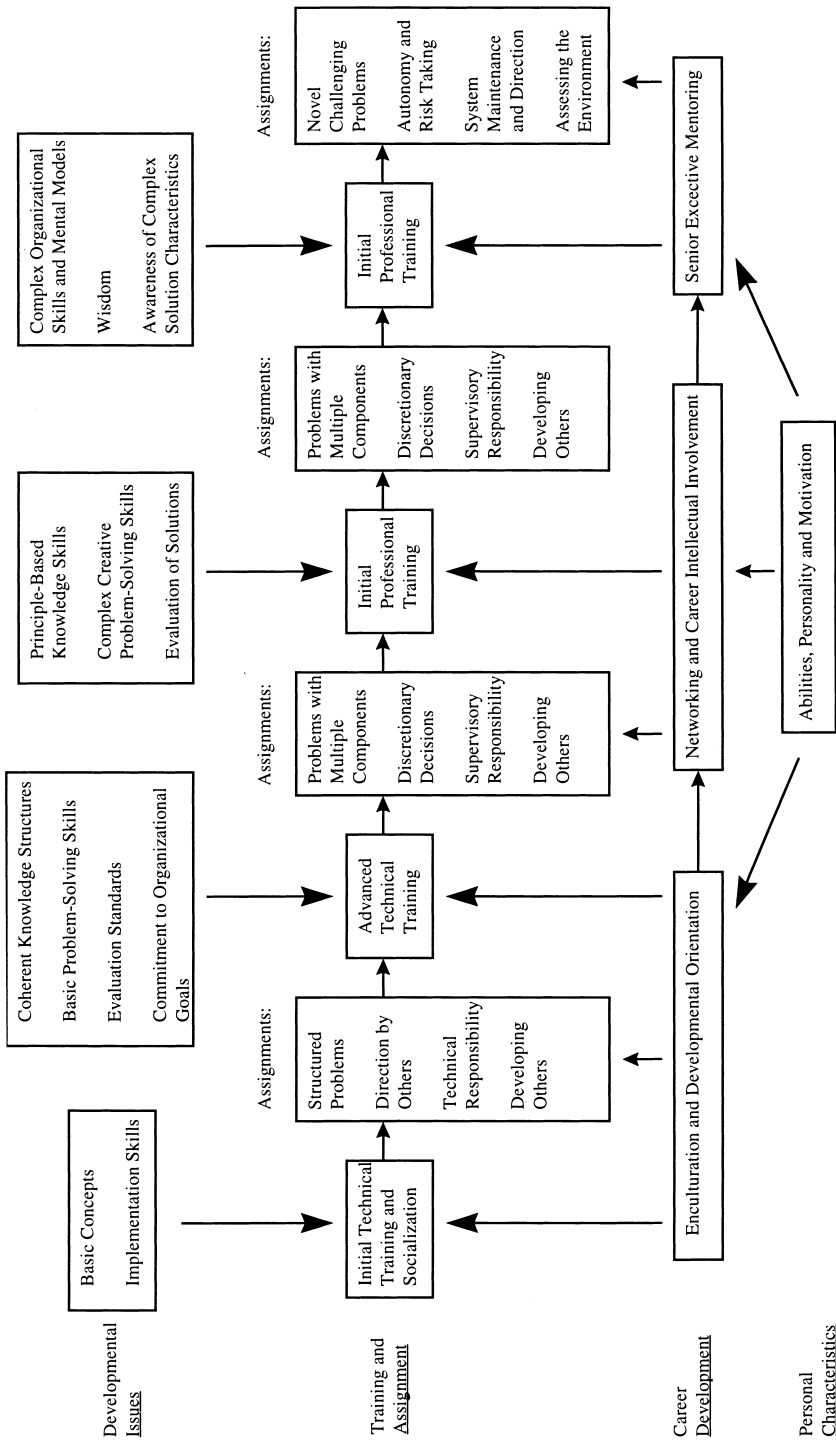 Developmental
Issues
Basic Concepts
Implementation Skills
Coherent Knowledge Structures
Basic Problem-Solving Skills
Evaluation Standards
Commitment to Organizational
Goals
Principle-Based
Knowledge Skills
Complex Creative
Problem-Solving Skills
Evaluation of Solutions
Complex Organizational
Skills and Mental Models
Wisdom
Awareness of Complex
Solution Characteristics
Training and
Assignment
Initial Technical
Training and
Socialization
Assignments:
Structured
Problems
Direction by
Others
Technical
Responsibility
Developing
Others
Advanced
Technical
Training
Assignments:
Problems with
Multiple
Components
Discretionary
Decisions
Supervisory
Responsibility
Developing
Others
Initial
Professional
Training
Assignments:
Problems with
Multiple
Components
Discretionary
Decisions
Supervisory
Responsibility
Developing
Others
Initial
Professional
Training
Assignments:
Novel
Challenging
Problems
Autonomy and
Risk Taking
System
Maintenance
and Direction
Assessing the
Environment
Career
Development
Enculturation and Developmental Orientation
Networking and Career Intellectual Involvement
Senior Excective Mentoring
Personal
Characteristics
Abilities, Personality and Motivation